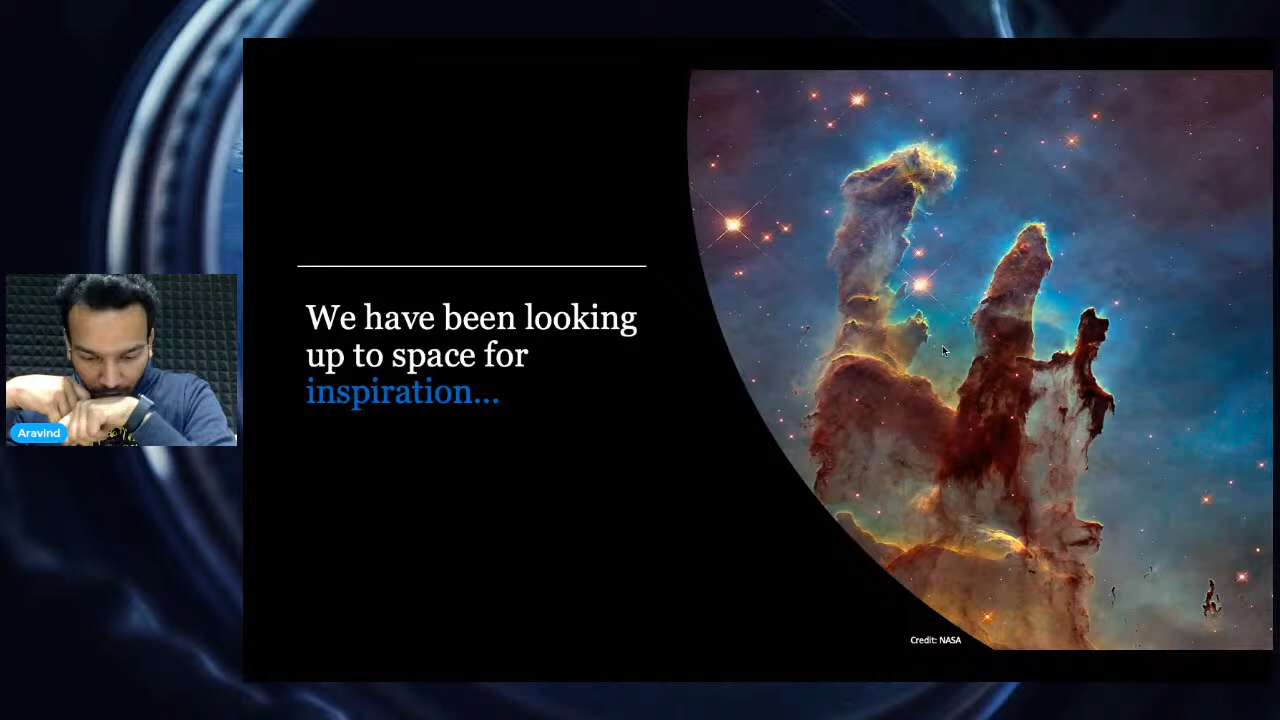 We have been looking
up to space for
inspiration...
Aravind
Credit: NASA